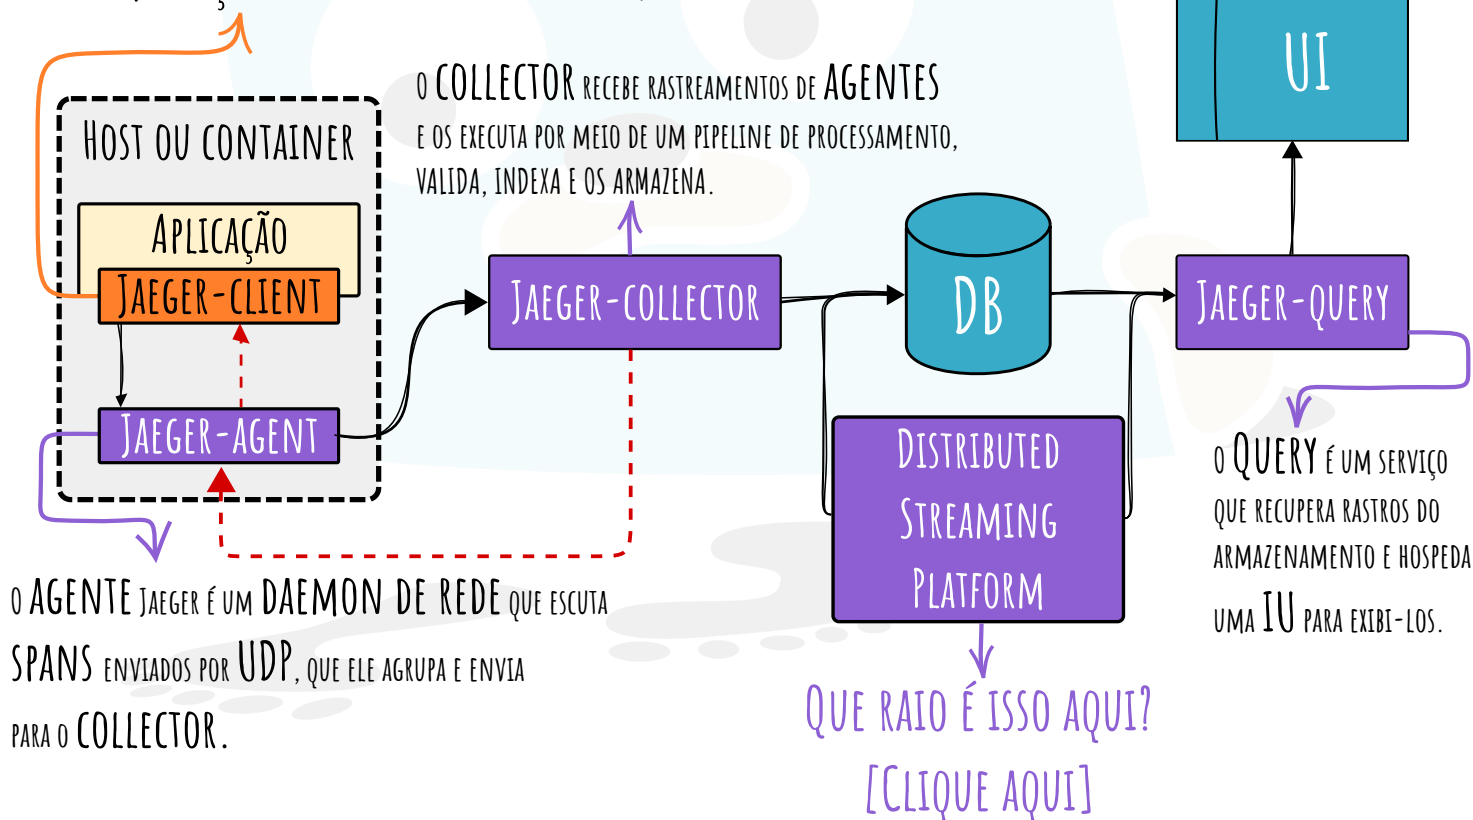 UI
O COLLECTOR RECEBE RASTREAMENTOS DE AGENTES
E OS EXECUTA POR MEIO DE UM PIPELINE DE PROCESSAMENTO,
VALIDA, INDEXA E OS ARMAZENA.
HOST OU CONTAINER
APLICAÇÃO
JAEGER-CLIENT
JAEGER-AGENT
JAEGER-COLLECTOR
DB
JAEGER-QUERY
DISTRIBUTED
STREAMING
PLATFORM
O QUERY É UM SERVIÇO
QUE RECUPERA RASTROS DO
ARMAZENAMENTO E HOSPEDA
UMA IU PARA EXIBI-LOS.
O AGENTE JAEGER É UM DAEMON DE REDE QUE ESCUTA
SPANS ENVIADOS POR UDP, QUE ELE AGRUPA E ENVIA
PARA O COLLECTOR.
QUE RAIO É ISSO AQUI?
[CLIQUE AQUI]